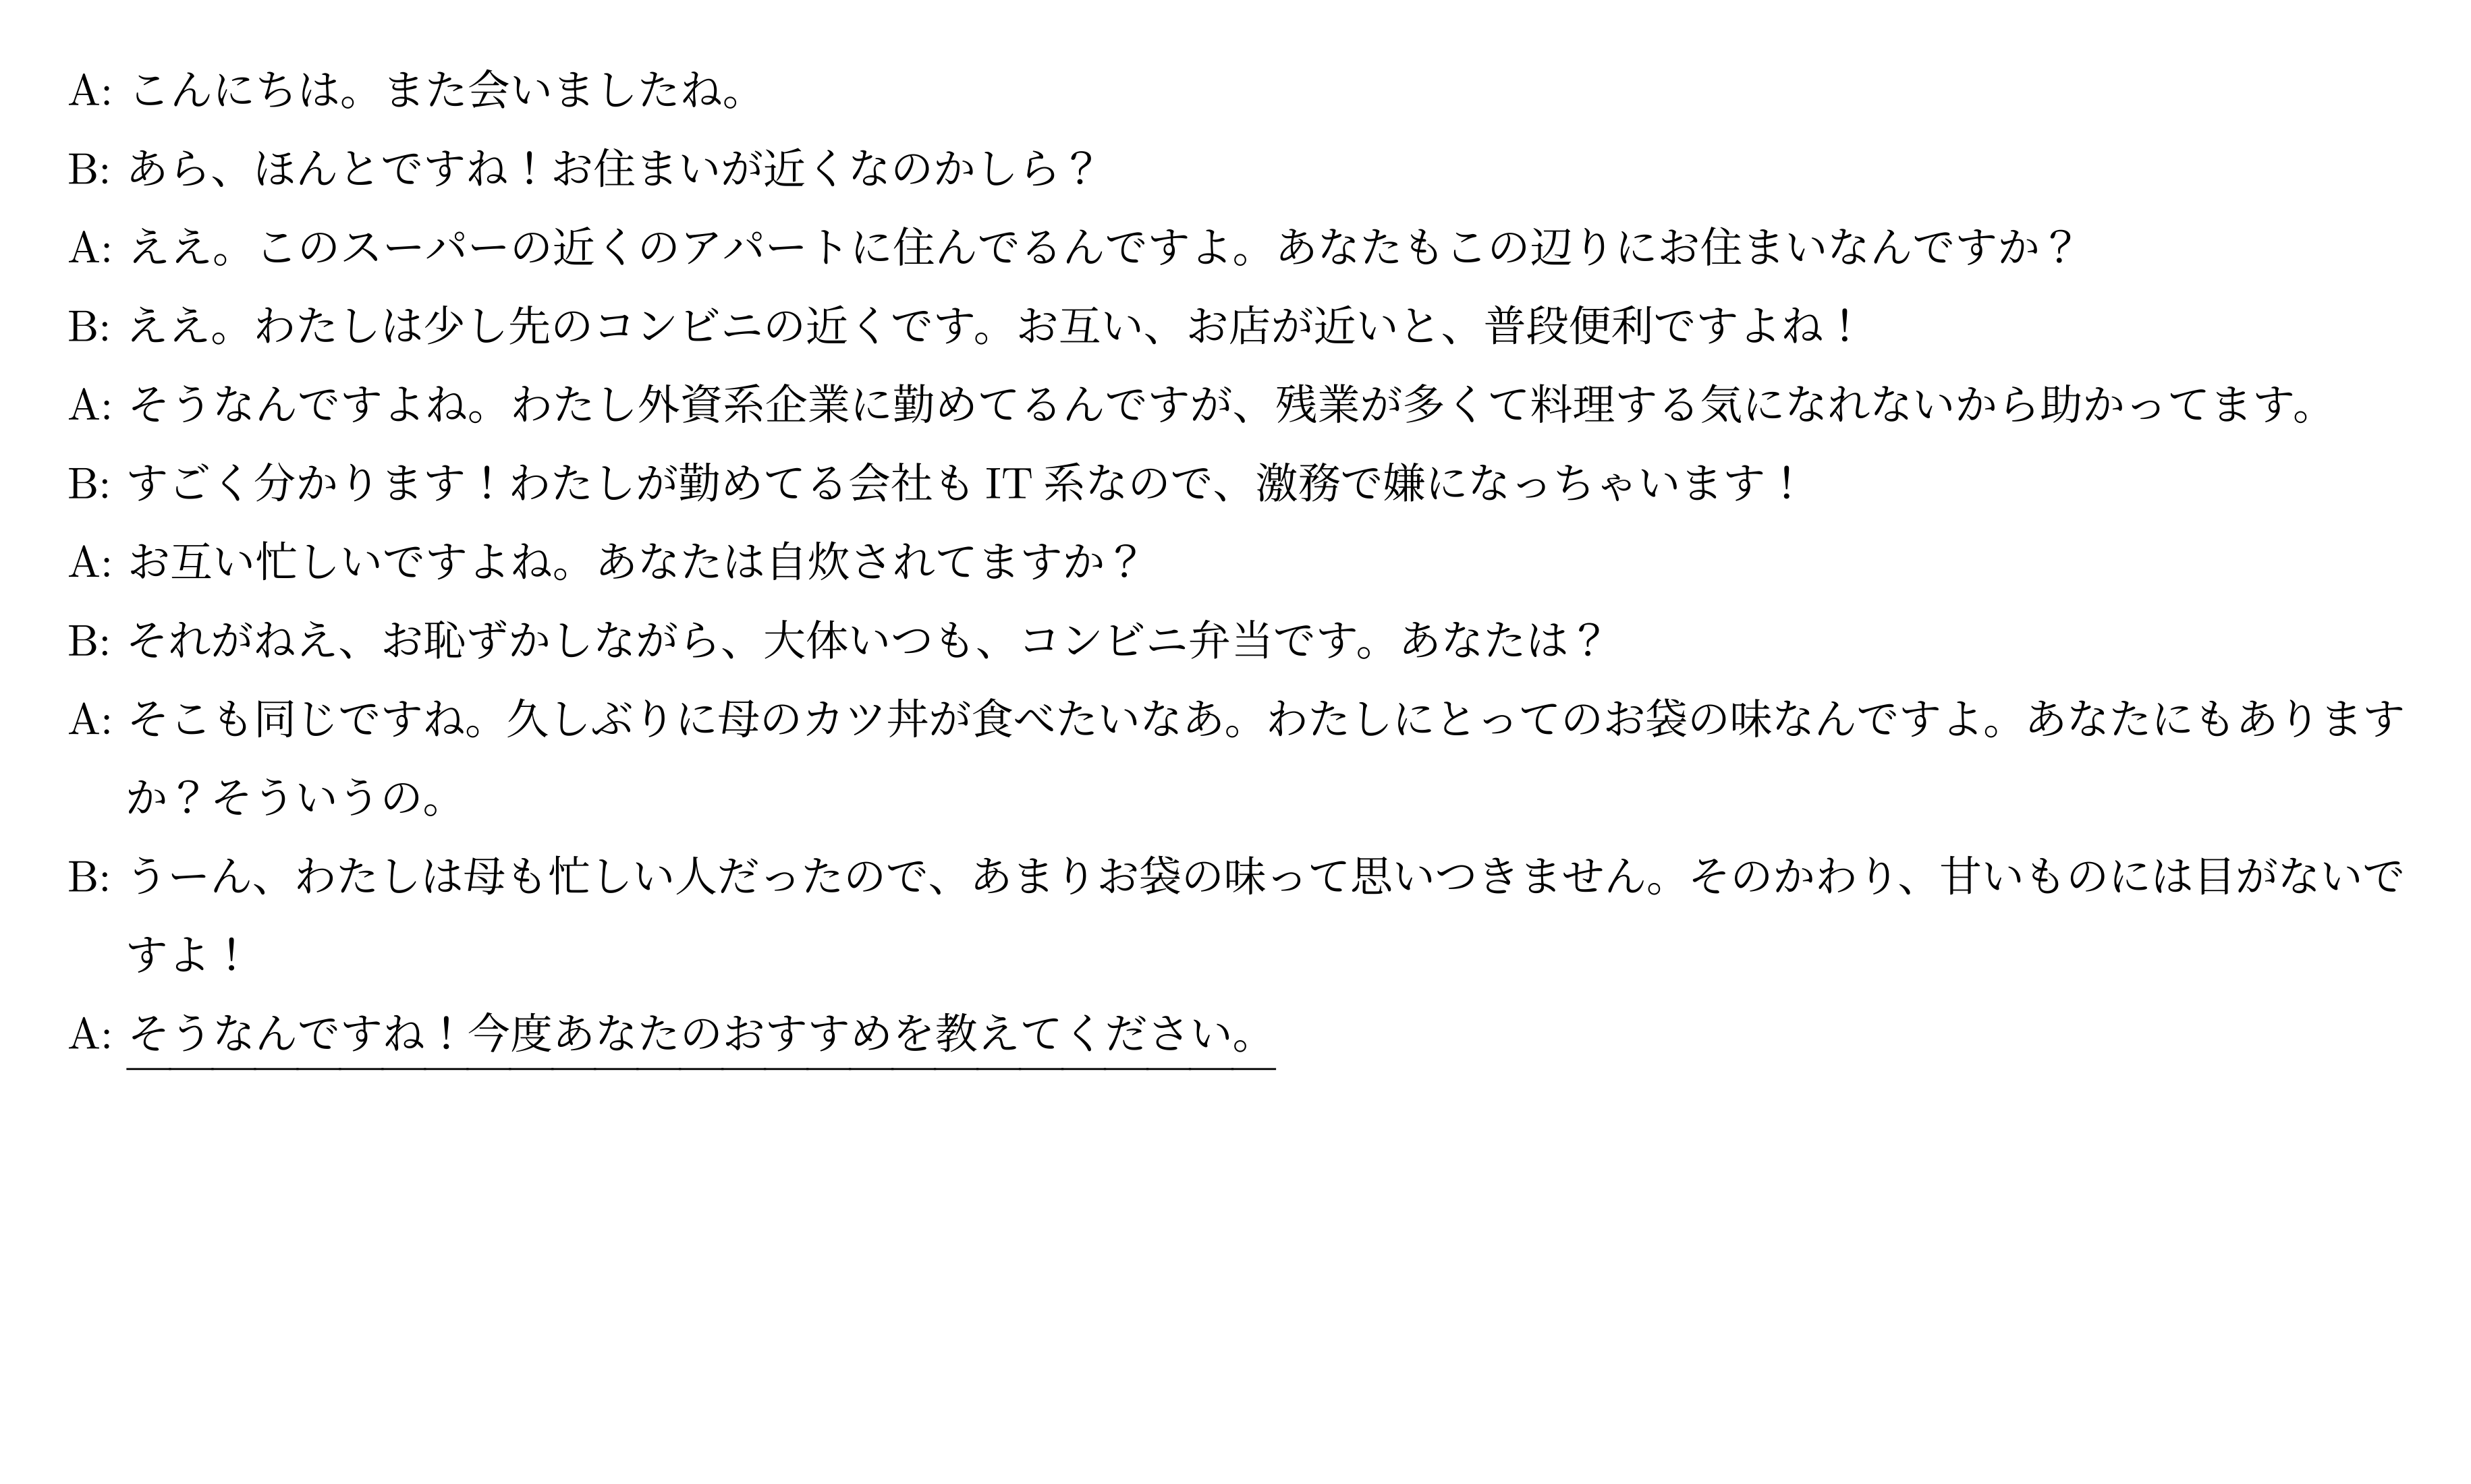 A: こんにちは。また会いましたね。
B: あら、ほんとですね！お住まいが近くなのかしら？
A: ええ。このスーパーの近くのアパートに住んでるんですよ。あなたもこの辺りにお住まいなんですか？
B: ええ。わたしは少し先のコンビニの近くです。お互い、お店が近いと、普段便利ですよね！
A: そうなんですよね。わたし外資系企業に勤めてるんですが、残業が多くて料理する気になれないから助かってます。
B: すごく分かります！わたしが勤めてる会社も IT 系なので、激務で嫌になっちゃいます！
A: お互い忙しいですよね。あなたは自炊されてますか？
B: それがねえ、お恥ずかしながら、大体いつも、コンビニ弁当です。あなたは？
A: そこも同じですね。久しぶりに母のカツ丼が食べたいなあ。わたしにとってのお袋の味なんですよ。あなたにもあります
か？そういうの。
B: うーん、わたしは母も忙しい人だったので、あまりお袋の味って思いつきません。そのかわり、甘いものには目がないで
すよ！
A: そうなんですね！今度あなたのおすすめを教えてください。